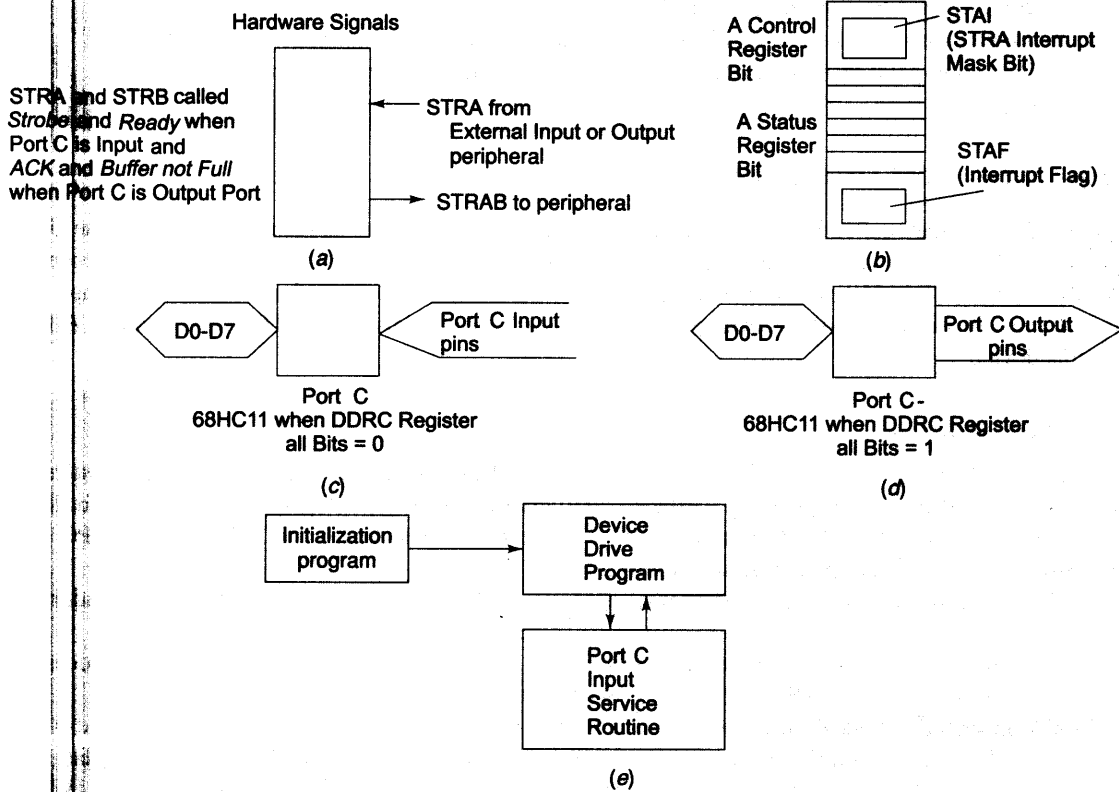 Hardware Signals
STRA and STRB called
Strobe and Ready when
Port C is Input and
ACK and Buffer not Full
when Port C is Output Port
STRA from
External Input or Output
peripheral
STRAB to peripheral
(a)
A Control
Register
Bit
A Status
Register
Bit
STAI
(STRA Interrupt
Mask Bit)
STAF
(Interrupt Flag)
(b)
D0-D7
Port C Input
pins
Port C
68HC11 when DDRC Register
all Bits = 0
(c)
D0-D7
Port C Output
pins
Port C-
68HC11 when DDRC Register
all Bits = 1
(d)
Initialization
program
Device
Drive
Program
Port C
Input
Service
Routine
(e)